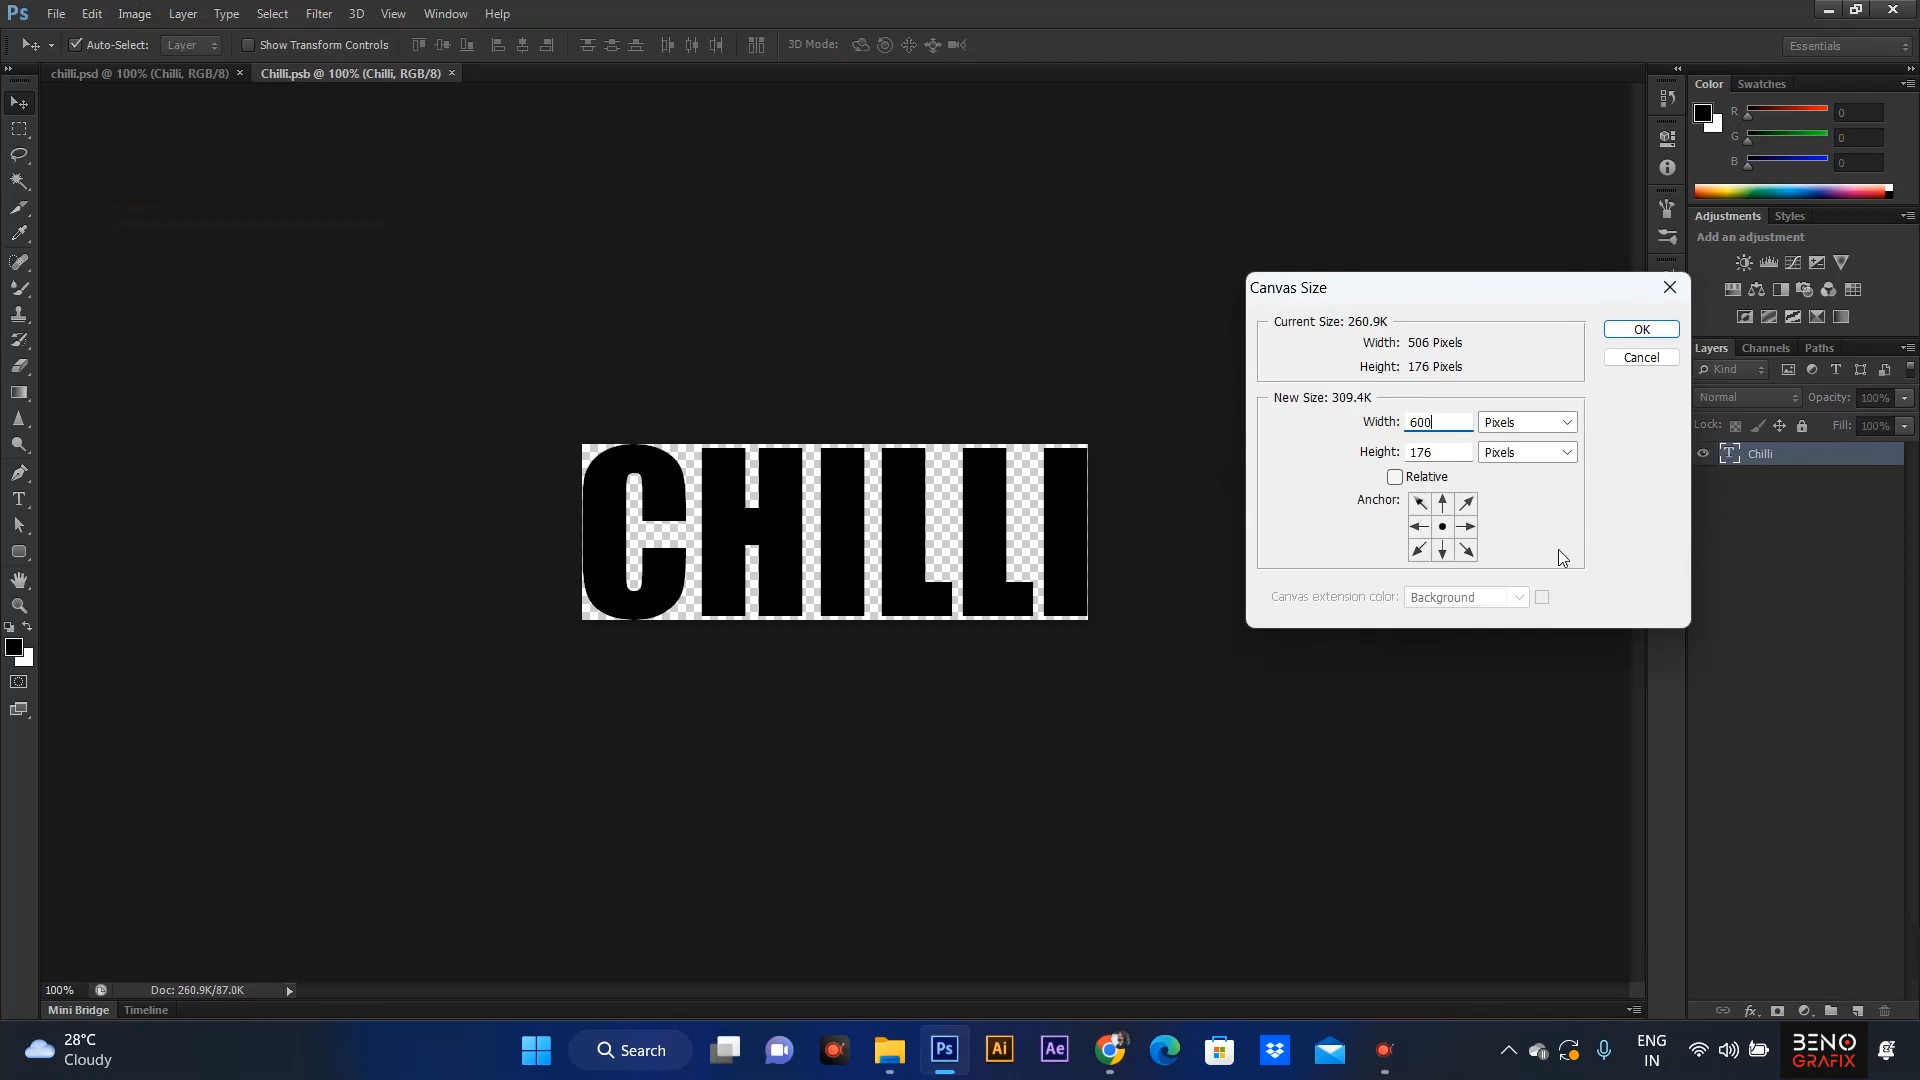 Ps File Edit Image Layer Type Select Filter 3D View Window Help
Auto-Select: Layer Show Transform Controls 3D Mode: Essentials
chilli.psd @ 100% (Chilli, RGB/8) × Chilli.psb @ 100% (Chilli, RGB/8) ×
Color Swatches
R 0
G 0
B 0
Adjustments Styles
Add an adjustment
Canvas Size
Current Size: 260.9K
Width: 506 Pixels
Height: 176 Pixels
OK
Cancel
New Size: 309.4K
Width: 600 Pixels
Height: 176 Pixels
Relative
Anchor:
Canvas extension color: Background
Layers Channels Paths
Kind T
Normal Opacity: 100%
Lock: Fill: 100%
T Chilli
CHILLI
T
100% Doc: 260.9K/87.0K
Mini Bridge Timeline
fx
28°C
Cloudy
Search
Ps
Ai
Ae
ENG
IN
BENO
GRAFIX